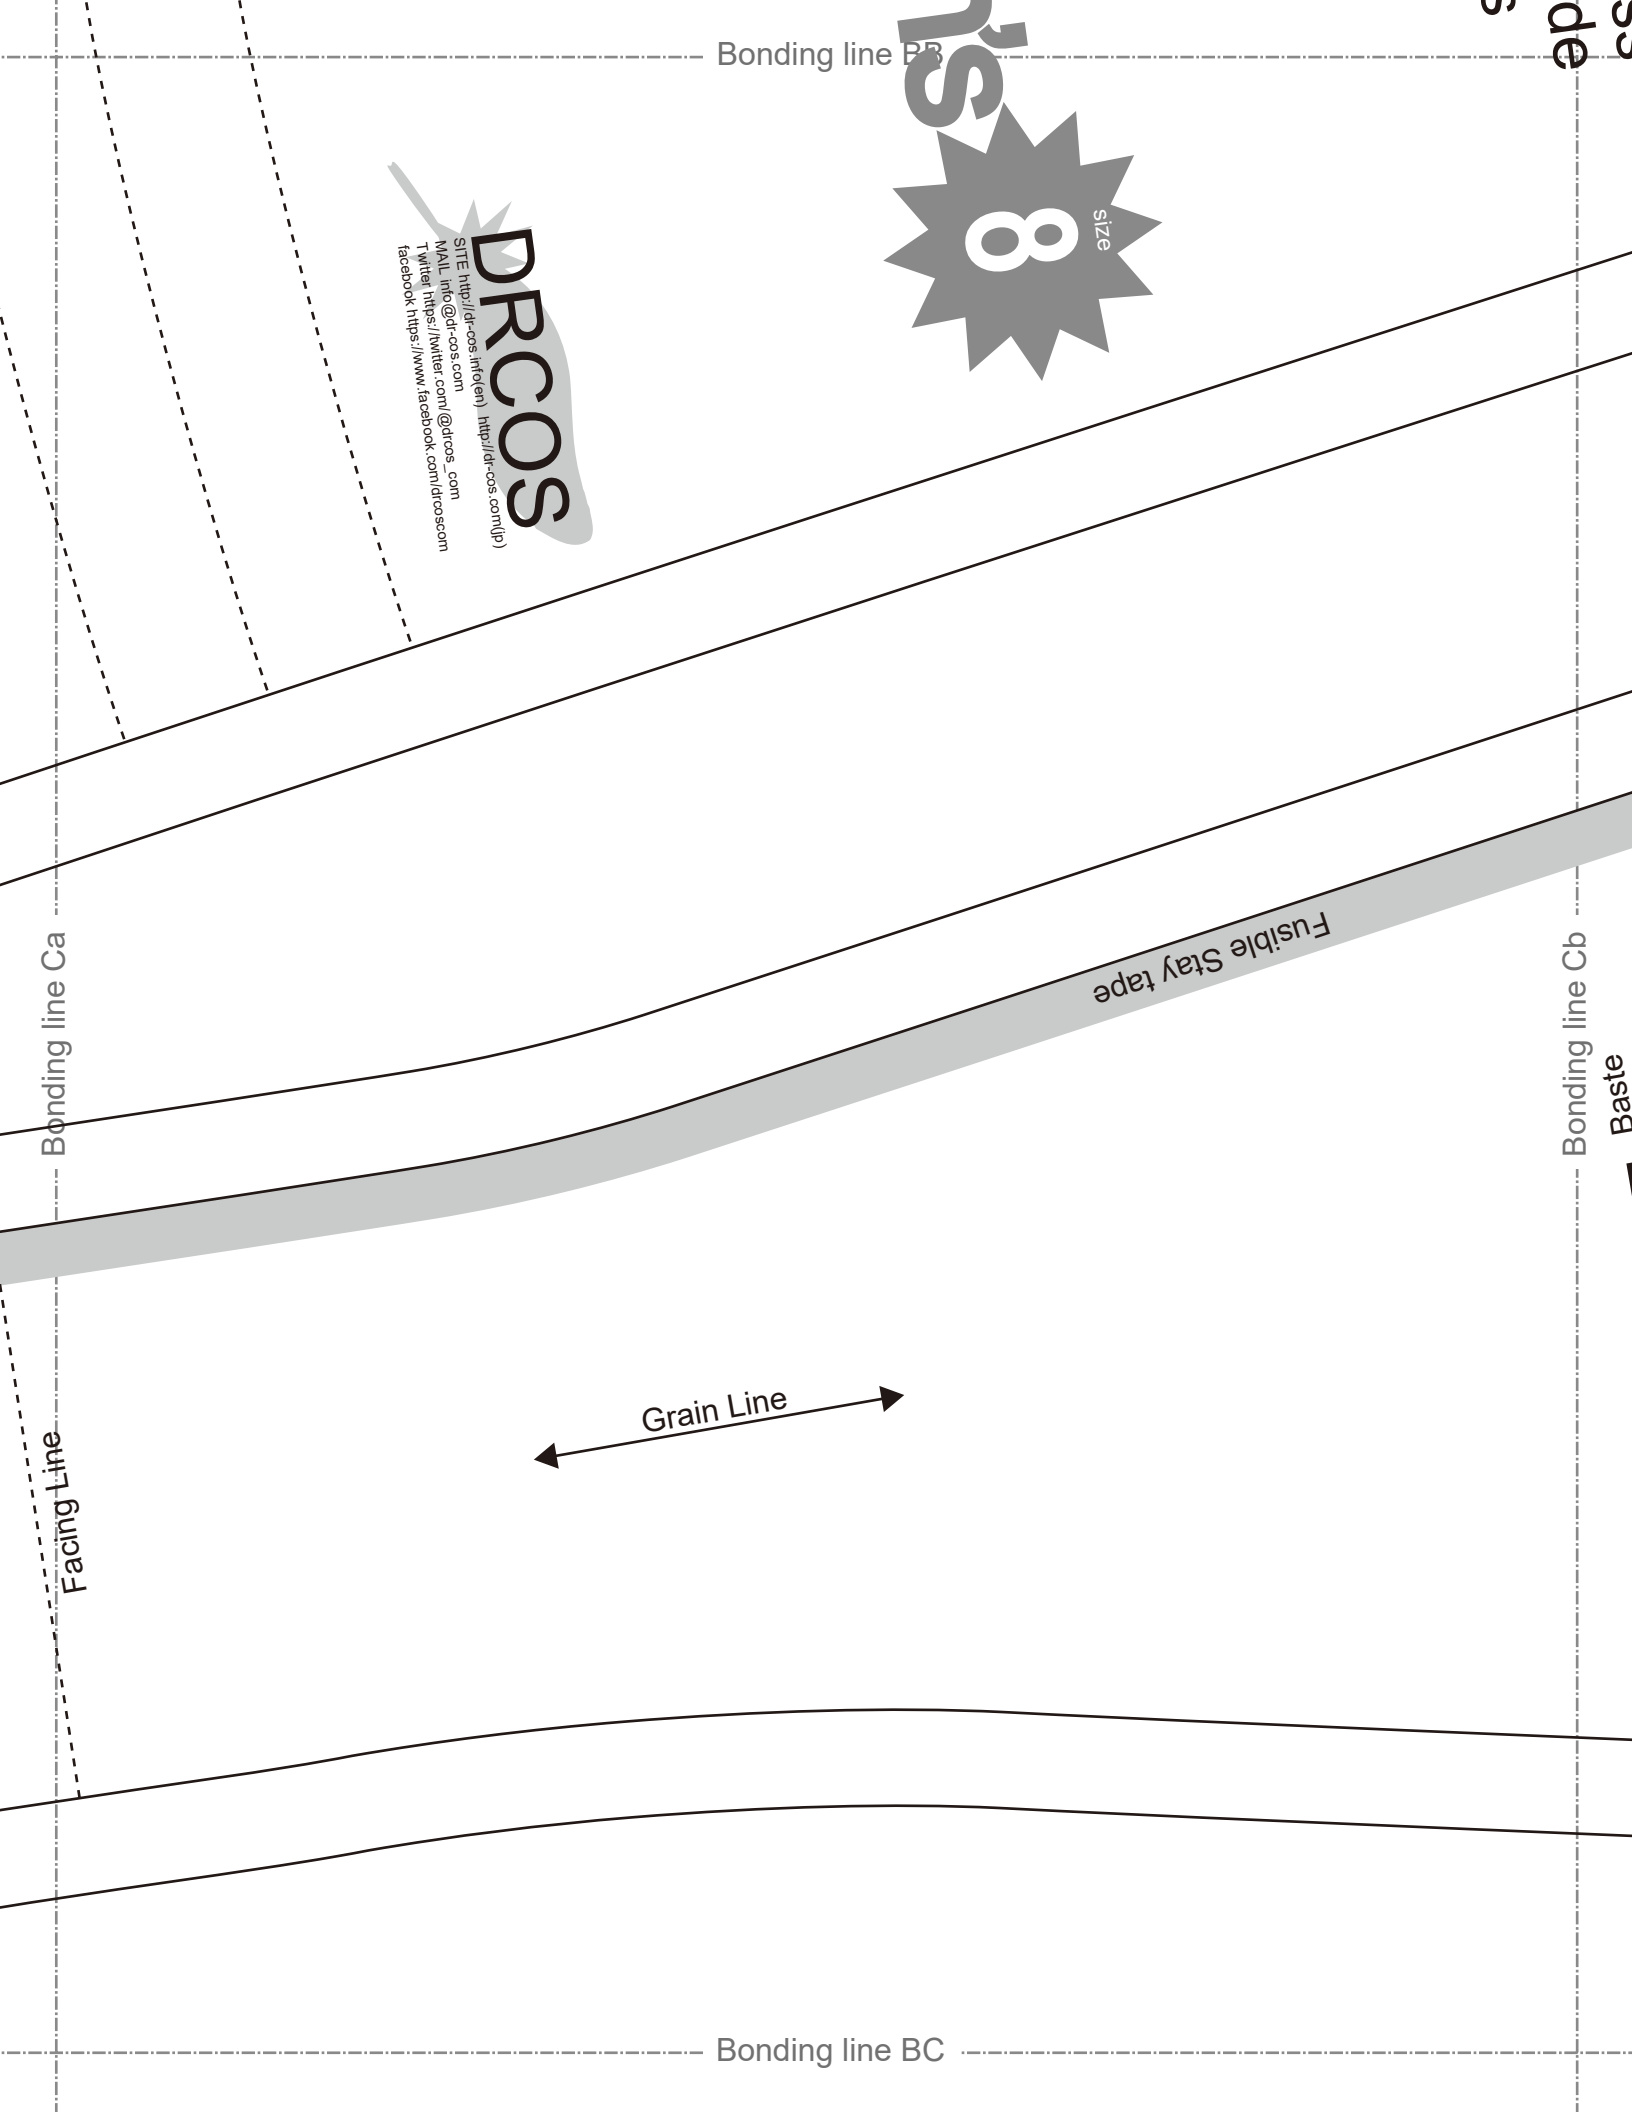 Bonding line BB
n's
size
8
de
ss
s
DRCOS
SITE http://dr-cos.info(en) http://dr-cos.com(jp)
MAIL info@dr-cos.com
Twitter https://twitter.com/@drcos_com
facebook https://www.facebook.com/drcoscom
Bonding line Ca
Fusible Stay tape
Bonding line Cb
Baste
Grain Line
Facing Line
Bonding line BC